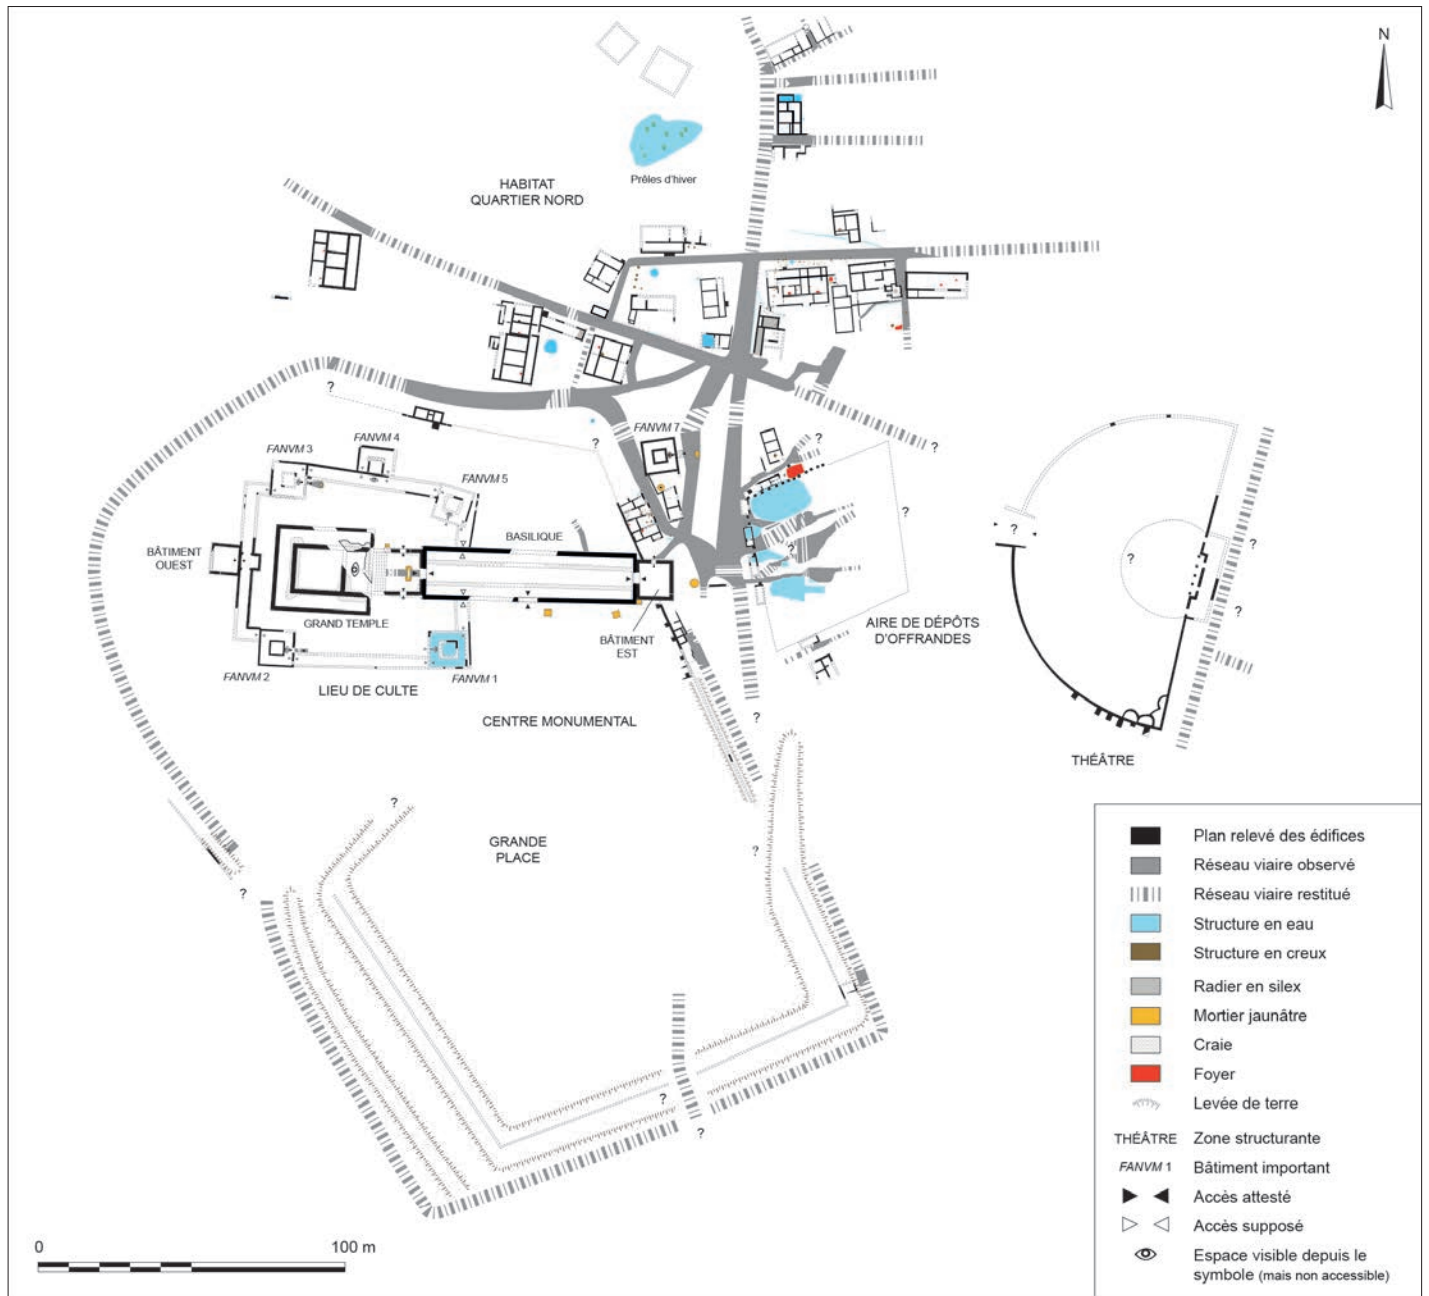 N
Prêles d'hiver
HABITAT
QUARTIER NORD
?
FANVM 7
?
?
?
FANVM 4
FANVM 3
FANVM 5
?
?
?
?
?
BASILIQUE
BÂTIMENT
OUEST
?
GRAND TEMPLE
BÂTIMENT
EST
AIRE DE DÉPÔTS
D'OFFRANDES
?
FANVM 2
FANVM 1
LIEU DE CULTE
CENTRE MONUMENTAL
?
THÉÂTRE
?
GRANDE
PLACE
?
?
?
?
0
100 m
Plan relevé des édifices
Réseau viaire observé
Réseau viaire restitué
Structure en eau
Structure en creux
Radier en silex
Mortier jaunâtre
Craie
Foyer
Levée de terre
THÉÂTRE Zone structurante
FANVM 1 Bâtiment important
Accès attesté
Accès supposé
Espace visible depuis le
symbole (mais non accessible)